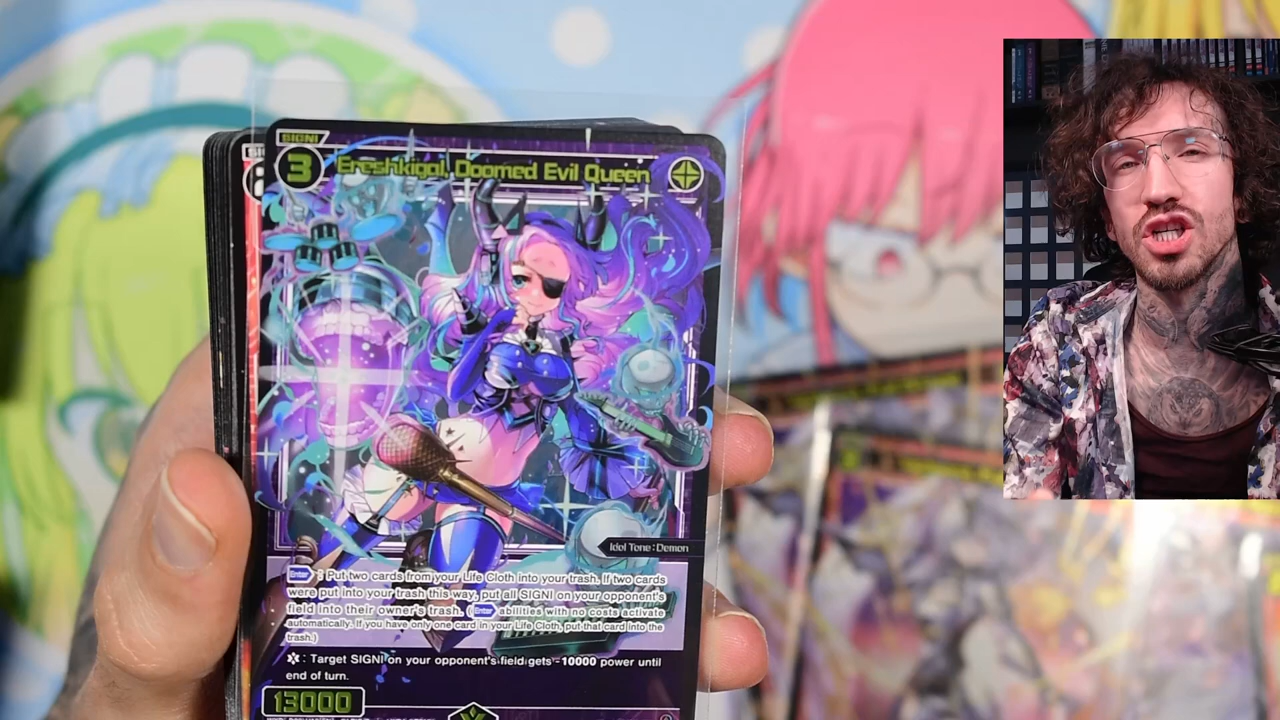 SIGNI
3 Ereshkigal, Doomed Evil Queen
Idol Tone:Demon
Enter : Put two cards from your Life Cloth into your trash. If two cards
were put into your trash this way, put all SIGNI on your opponent's
field into their owner's trash. (Enter abilities with no costs activate
automatically. If you have only one card in your Life Cloth, put that card into the
trash.)
: Target SIGNI on your opponent's field gets -10000 power until
end of turn.
13000